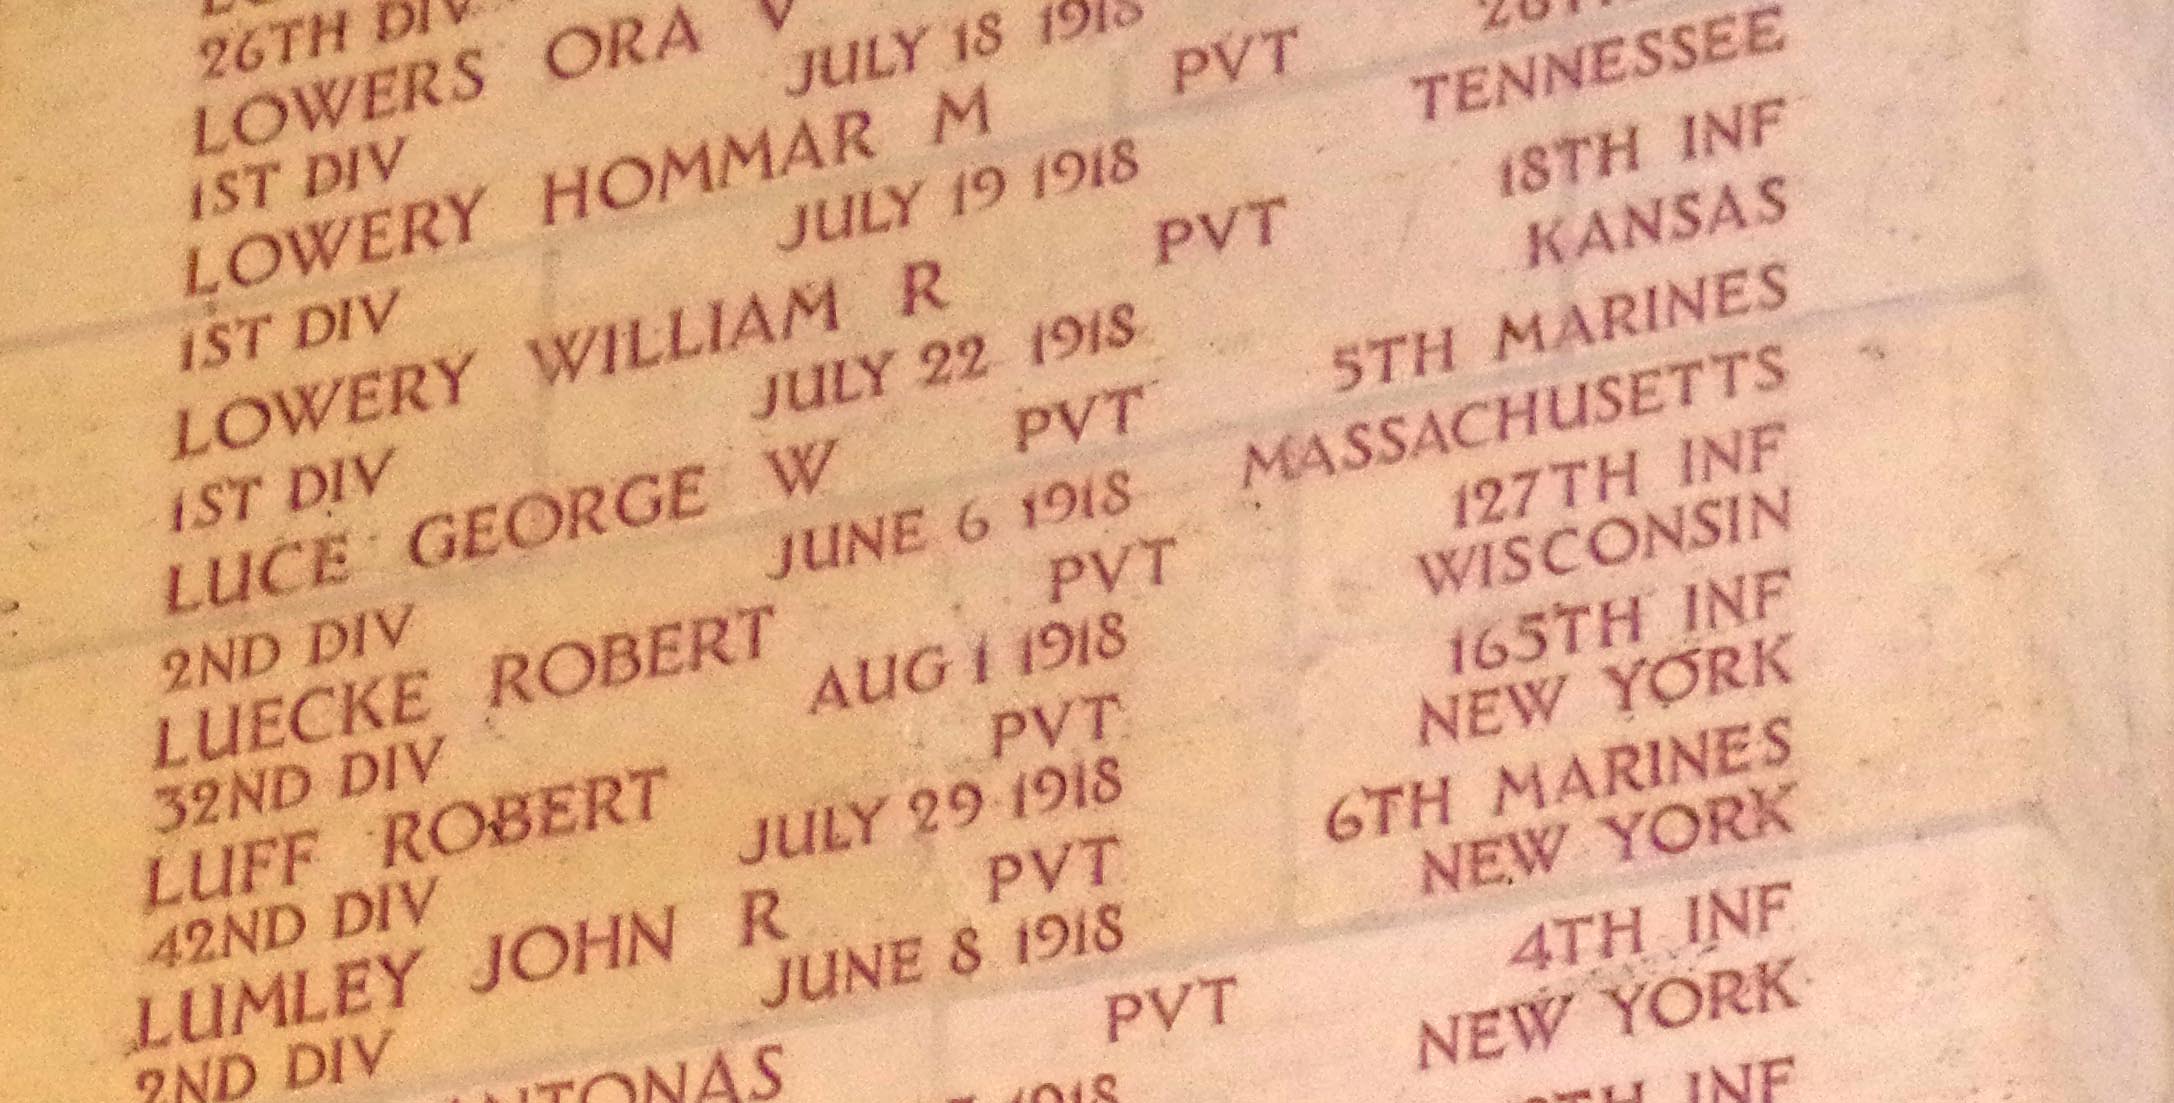 26TH DIV
LOWERS ORA V
1ST DIV JULY 18 1918
LOWERY HOMMAR M PVT
1ST DIV JULY 19 1918 TENNESSEE
LOWERY WILLIAM R PVT 18TH INF
1ST DIV JULY 22 1918 KANSAS
LUCE GEORGE W PVT 5TH MARINES
2ND DIV JUNE 6 1918 MASSACHUSETTS
LUECKE ROBERT PVT 127TH INF
32ND DIV AUG 1 1918 WISCONSIN
LUFF ROBERT PVT 165TH INF
42ND DIV JULY 29 1918 NEW YORK
LUMLEY JOHN R PVT 6TH MARINES
2ND DIV JUNE 8 1918 NEW YORK
PVT 4TH INF
1918 NEW YORK
INF